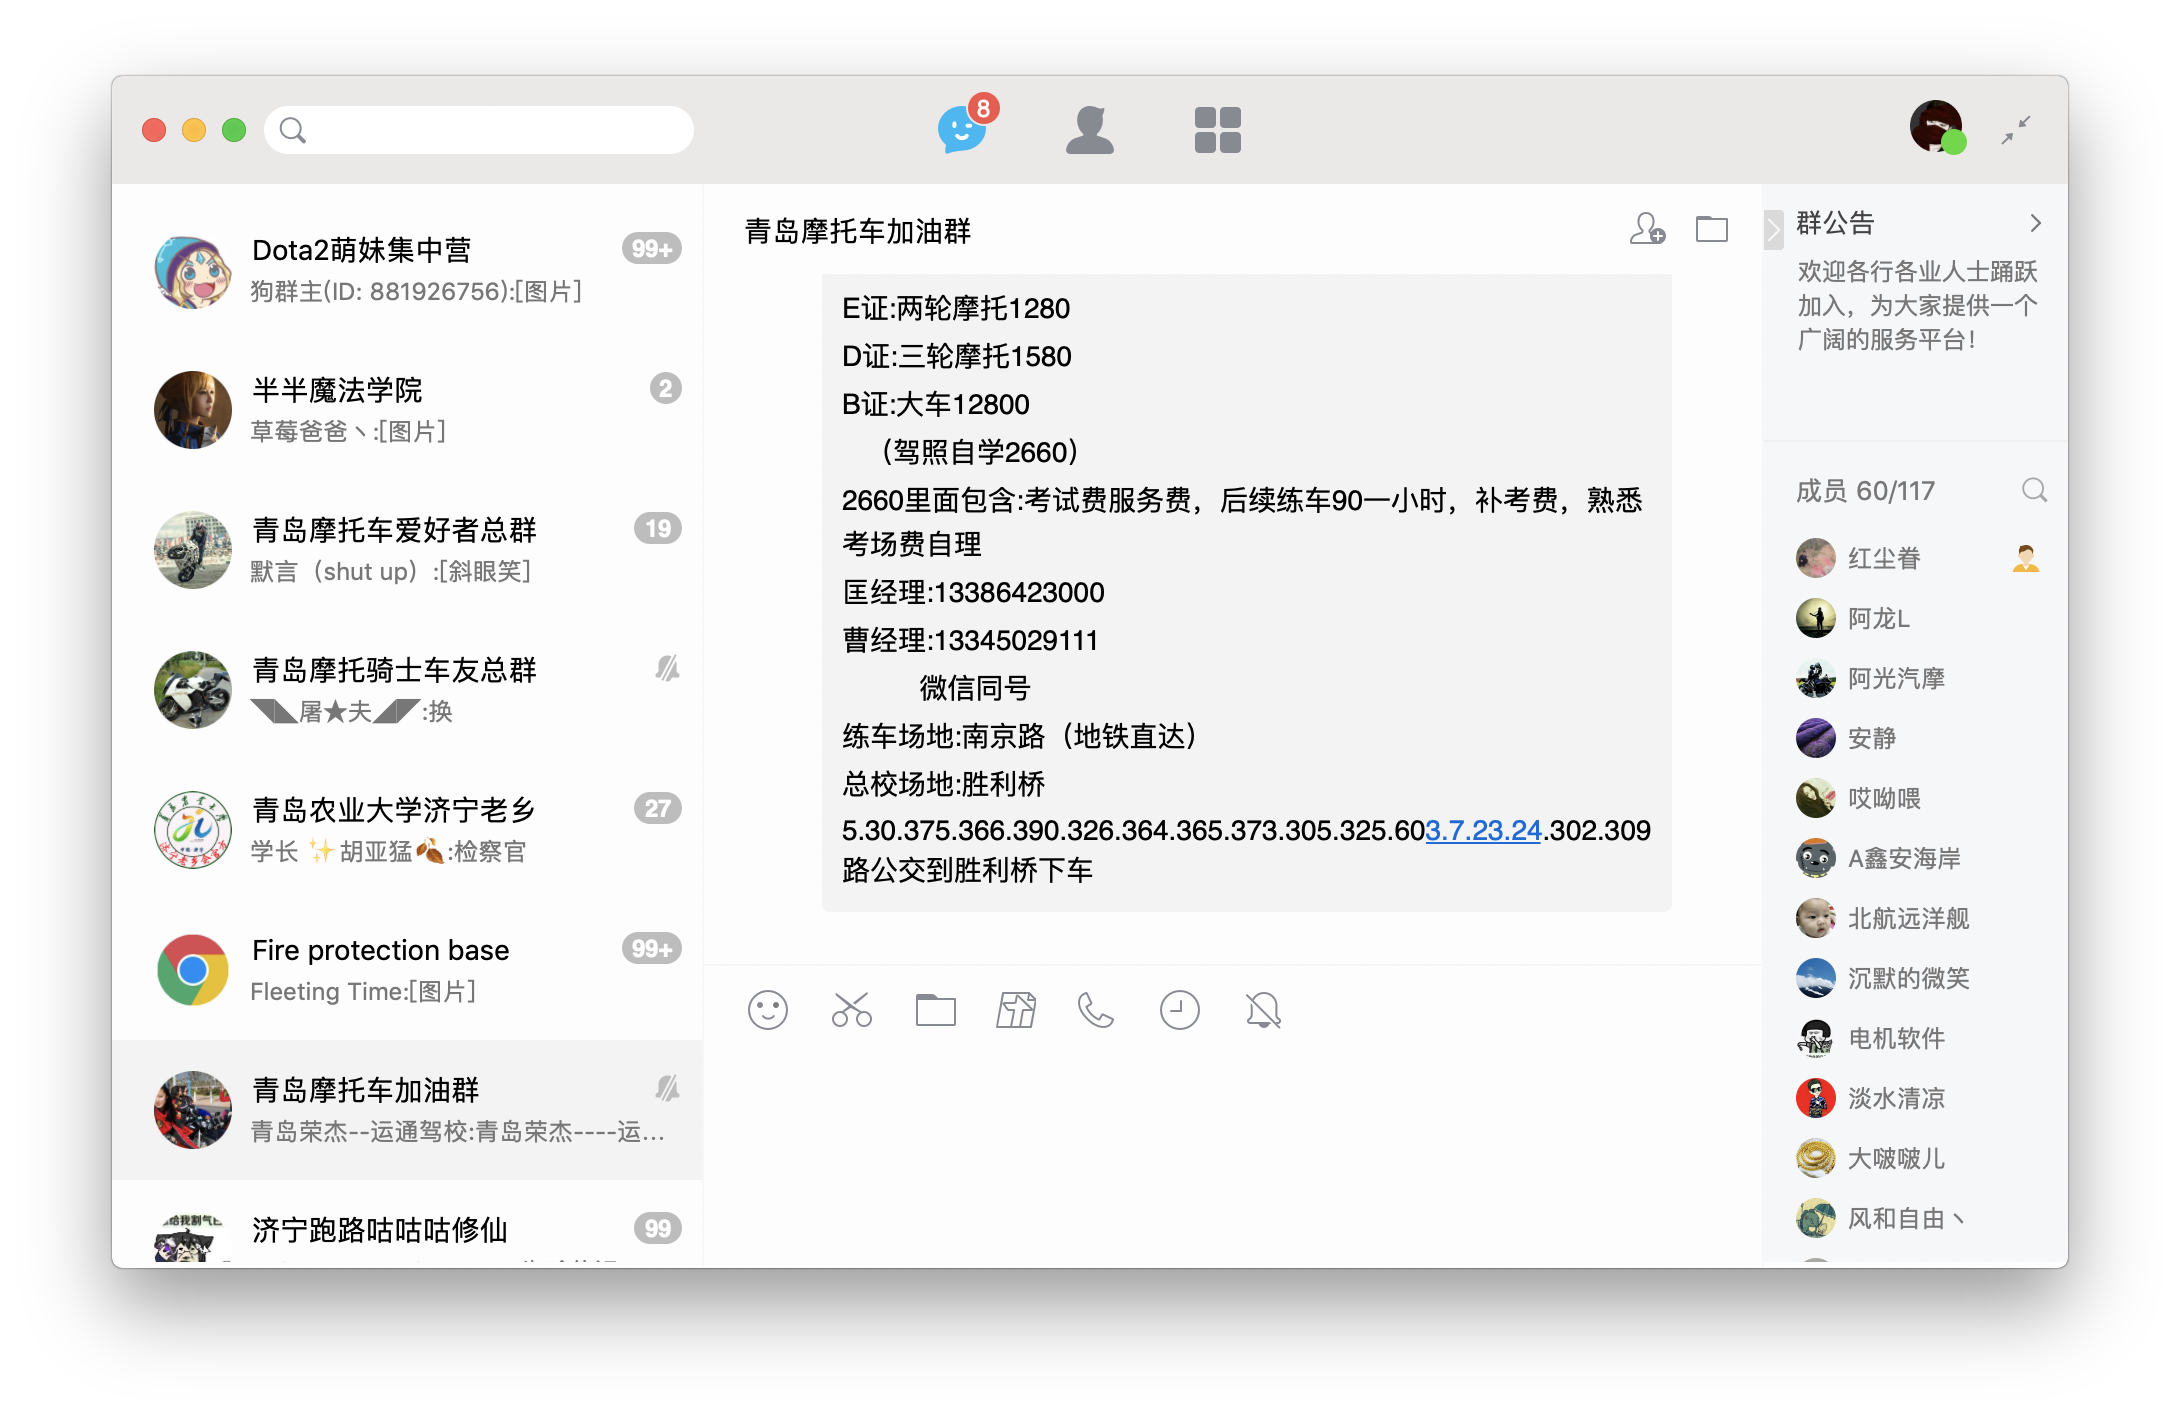 8
Dota2萌妹集中营
99+
狗群主(ID: 881926756):[图片]
半半魔法学院
2
草莓爸爸丶:[图片]
青岛摩托车爱好者总群
19
默言（shut up）:[斜眼笑]
青岛摩托骑士车友总群
◥◣屠★夫◢◤:换
青岛农业大学济宁老乡
27
学长 ✨胡亚猛🍂:检察官
Fire protection base
99+
Fleeting Time:[图片]
青岛摩托车加油群
青岛荣杰--运通驾校:青岛荣杰----运...
济宁跑路咕咕咕修仙
99
青岛摩托车加油群
E证:两轮摩托1280
D证:三轮摩托1580
B证:大车12800
（驾照自学2660）
2660里面包含:考试费服务费，后续练车90一小时，补考费，熟悉
考场费自理
匡经理:13386423000
曹经理:13345029111
微信同号
练车场地:南京路（地铁直达）
总校场地:胜利桥
5.30.375.366.390.326.364.365.373.305.325.603.7.23.24.302.309
路公交到胜利桥下车
群公告
欢迎各行各业人士踊跃
加入，为大家提供一个
广阔的服务平台！
成员 60/117
红尘眷
阿龙L
阿光汽摩
安静
哎呦喂
A鑫安海岸
北航远洋舰
沉默的微笑
电机软件
淡水清凉
大啵啵儿
风和自由丶